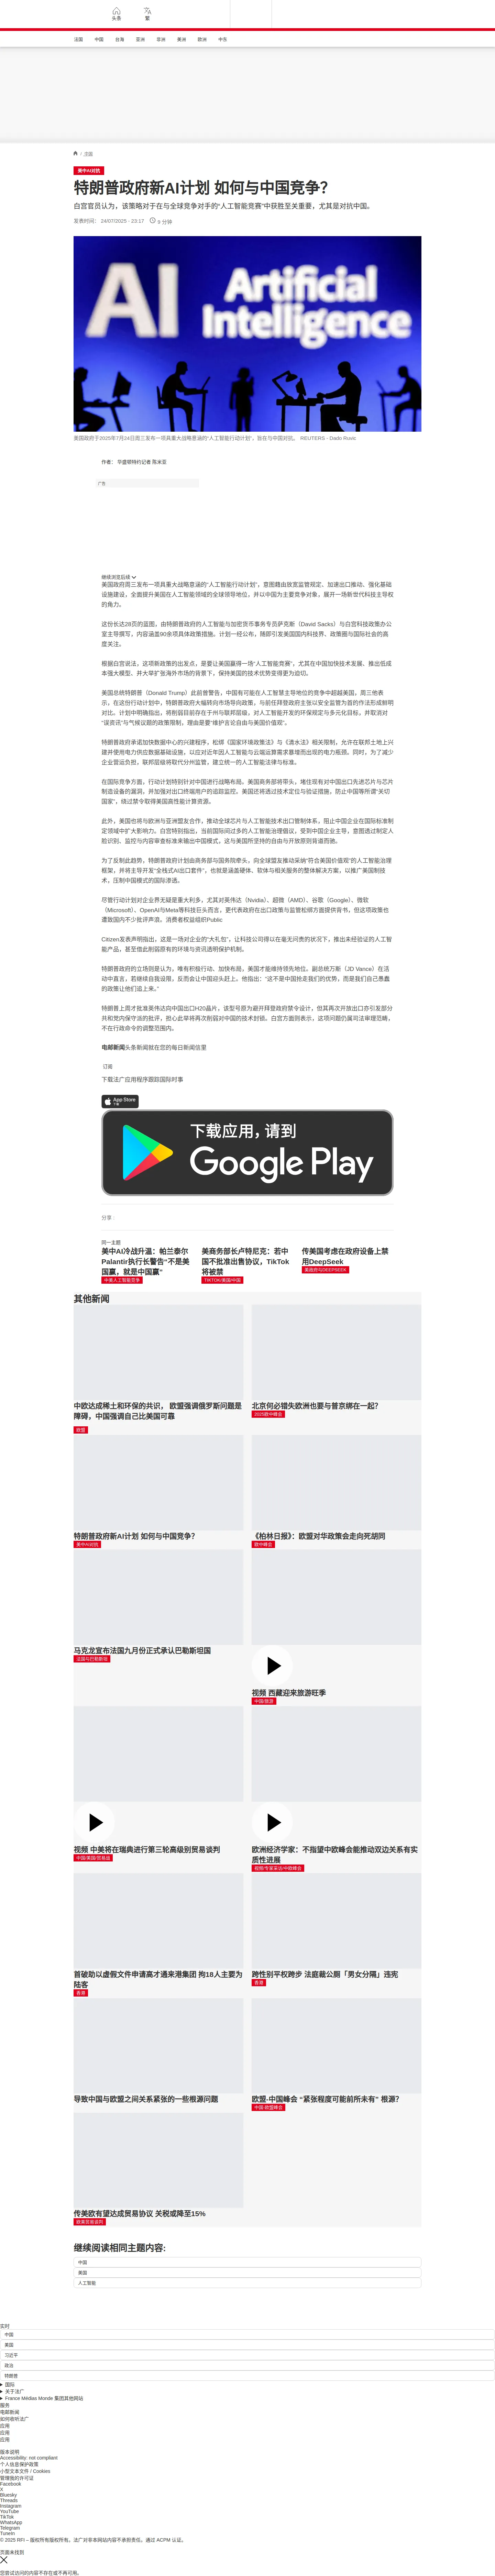 头条
繁
法国 中国 台海 亚洲 非洲 美洲 欧洲 中东
/ 法国
美中AI对抗
特朗普政府新AI计划 如何与中国竞争？
白宫官员认为，该策略对于在与全球竞争对手的“人工智能竞赛”中获胜至关重要，尤其是对抗中国。
发表时间： 24/07/2025 - 23:17 9 分钟
AI Artificial Intelligence
美国政府于2025年7月24日周三发布一项具重大战略意涵的“人工智能行动计划”，旨在与中国对抗。 REUTERS - Dado Ruvic
作者： 华盛顿特约记者 陈米亚
广告
继续浏览后续
美国政府周三发布一项具重大战略意涵的“人工智能行动计划”，意图藉由放宽监管规定、加速出口推动、强化基础
施设建设，全面提升美国在人工智能领域的全球领导地位，并以中国为主要竞争对象，展开一场新世代科技主导权
的角力。
这份长达28页的蓝图，由特朗普政府的人工智能与加密货币事务专员萨克斯（David Sacks）与白宫科技政策办公
室主导撰写，内容涵盖90余项具体政策措施。计划一经公布，随即引发美国国内科技界、政策圈与国际社会的高
度关注。
根据白宫说法，这项新政策的出发点，是要让美国赢得一场“人工智能竞赛”，尤其在中国加快技术发展、推出低成
本强大模型、并大举扩张海外市场的背景下，保持美国的技术优势变得更为迫切。
美国总统特朗普（Donald Trump）此前曾警告，中国有可能在人工智慧主导地位的竞争中超越美国。周三他表
示，在这份行动计划中，特朗普政府大幅转向市场导向政策，与前任拜登政府主张以安全监管为首的作法形成鲜明
对比。计划中明确指出，将削弱目前存在于州与联邦层级，对人工智能开发的环保规定与多元化目标，并取消对
“误资讯”与气候议题的政策限制，理由是要“维护言论自由与美国价值观”。
特朗普政府承诺加快数据中心的兴建程序，松绑《国家环境政策法》与《清水法》相关限制，允许在联邦土地上兴
建并使用电力供应数据基础设施，以应对近年因人工智能与云端运算需求暴增而出现的电力瓶颈。同时，为了减少
企业营运负担，联邦层级将取代分州监管，建立统一的人工智能法律与标准。
在国际竞争方面，行动计划特别针对中国进行战略布局。美国商务部将带头，堵住现有对中国出口先进芯片与芯片
制造设备的漏洞，并加强对出口终端用户的追踪监控。美国还将透过技术定位与验证措施，防止中国等所谓“关切
国家”，绕过禁令取得美国高性能计算资源。
此外，美国也将与欧洲与亚洲盟友合作，推动全球芯片与人工智能技术出口管制体系，阻止中国企业在国际标准制
定领域中扩大影响力。白宫特别指出，当前国际间过多的人工智能治理倡议，受到中国企业主导，意图透过制定人
脸识别、监控与内容审查标准来输出中国模式，这与美国所坚持的自由与开放原则背道而驰。
为了反制此趋势，特朗普政府计划由商务部与国务院牵头，向全球盟友推动采纳“符合美国价值观”的人工智能治理
框架，并将主导开发“全栈式AI出口套件”，也就是涵盖硬体、软体与相关服务的整体解决方案，以推广美国制技
术，压制中国模式的国际渗透。
尽管行动计划对企业界无疑是重大利多，尤其对英伟达（Nvidia）、超微（AMD）、谷歌（Google）、微软
（Microsoft）、OpenAI与Meta等科技巨头而言，更代表政府在出口政策与监管松绑方面提供背书，但这项政策也
遭致国内不少批评声浪。消费者权益组织Public
Citizen发表声明指出，这是一场对企业的“大礼包”，让科技公司得以在毫无问责的状况下，推出未经验证的人工智
能产品，甚至借此削弱原有的环境与资讯透明保护机制。
特朗普政府的立场则是认为，唯有积极行动、加快推动，美国才能维持领先地位。副总统万斯（JD Vance）在活
动中直言，若继续自我设限，反而会让中国迎头赶上。他指出：“这不是中国抢走我们的优势，而是我们自己愚蠢
的政策让他们追上来。”
特朗普上周才批准英伟达向中国出口H20晶片，该型号原为避开拜登政府禁令设计，但其再次开放出口亦引发部分
共和党内保守派的批评，担心此举将再次削弱对中国的技术封锁。白宫方面则表示，这项问题仍属司法审理范畴，
不在行政命令的调整范围内。
电邮新闻头条新闻就在您的每日新闻信里
订阅
下载法广应用程序跟踪国际时事
App Store
下载，请到 Google Play
下载应用，请到
Google Play
分享 :
同一主题
美中AI冷战升温：帕兰泰尔Palantir执行长警告“不是美国赢，就是中国赢”
中美人工智能竞争
美商务部长卢特尼克：若中国不批准出售协议，TikTok将被禁
TIKTOK/美国/中国
传美国考虑在政府设备上禁用DeepSeek
美政府与DEEPSEEK
其他新闻
中欧达成稀土和环保的共识， 欧盟强调俄罗斯问题是障碍，中国强调自己比美国可靠
欧盟
北京何必错失欧洲也要与普京绑在一起？
2025欧中峰会
特朗普政府新AI计划 如何与中国竞争？
美中AI对抗
《柏林日报》：欧盟对华政策会走向死胡同
欧中峰会
马克龙宣布法国九月份正式承认巴勒斯坦国
法国与巴勒斯坦
视频 西藏迎来旅游旺季
中国/旅游
视频 中美将在瑞典进行第三轮高级别贸易谈判
中国/美国/贸易战
欧洲经济学家：不指望中欧峰会能推动双边关系有实质性进展
视频/专家采访/中欧峰会
首破助以虚假文件申请高才通来港集团 拘18人主要为陆客
香港
跨性别平权跨步 法庭裁公厕「男女分隔」违宪
香港
导致中国与欧盟之间关系紧张的一些根源问题
欧盟-中国峰会 “紧张程度可能前所未有” 根源？
中国-欧盟峰会
传美欧有望达成贸易协议 关税或降至15%
欧美贸易谈判
继续阅读相同主题内容:
中国
美国
人工智能
实时
中国
美国
习近平
政治
特朗普
国际
关于法广
France Médias Monde 集团其他网站
服务
电邮新闻
如何收听法广
应用
应用
应用
版本说明
Accessibility: not compliant
个人信息保护政策
小型文本文件 / Cookies
管理我的许可证
Facebook
X
Bluesky
Threads
Instagram
YouTube
TikTok
WhatsApp
Telegram
TuneIn
© 2025 RFI – 版权所有版权所有。法广对非本网站内容不承担责任。通过 ACPM 认证。
页面未找到
您尝试访问的内容不存在或不再可用。